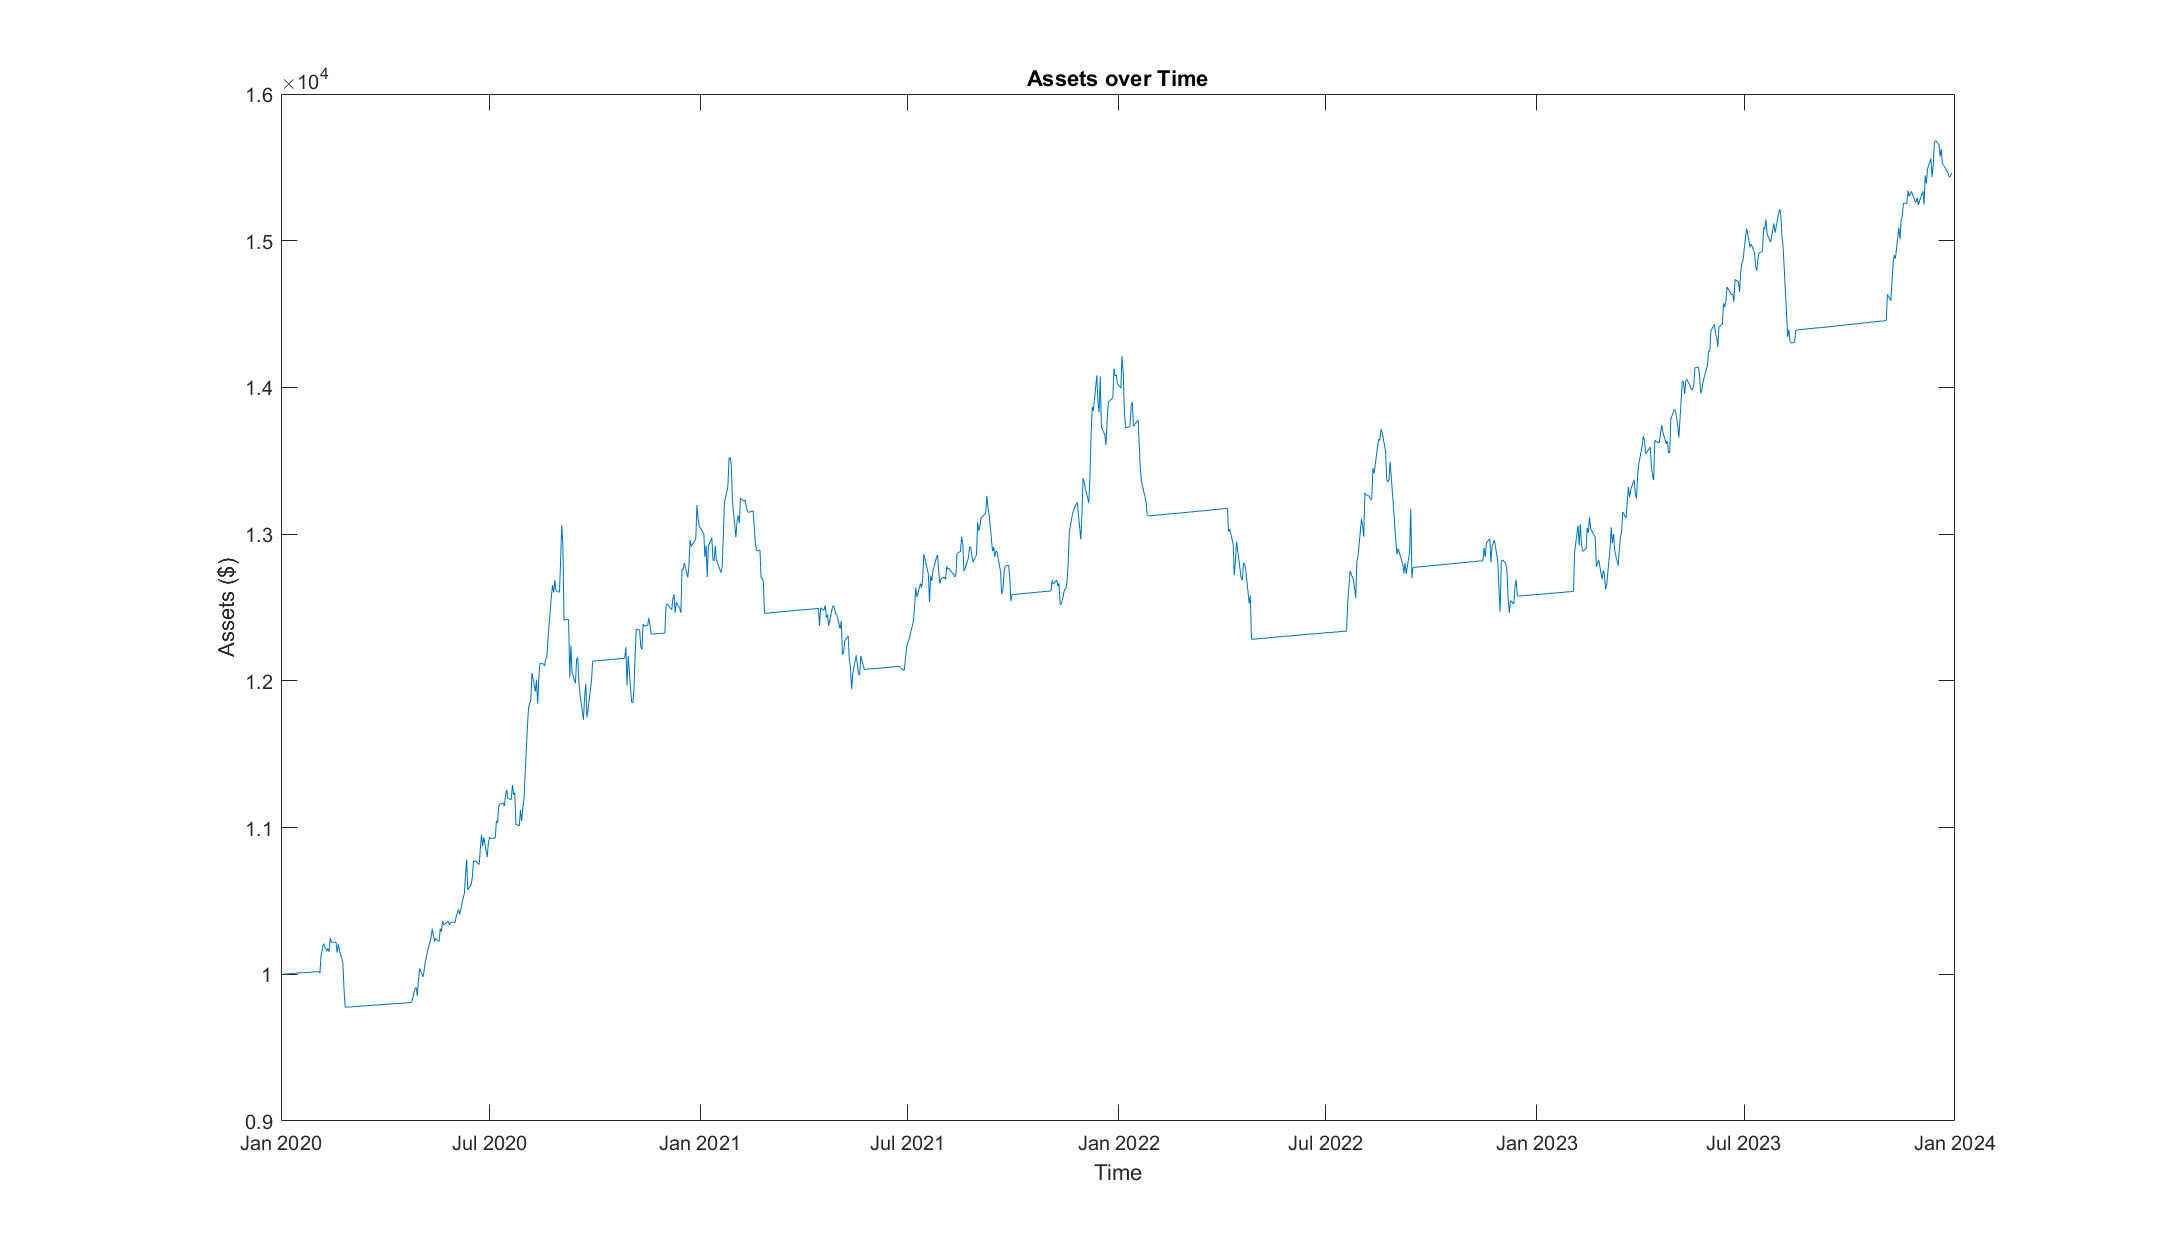 Assets over Time
×10⁴
1.6
1.5
1.4
1.3
1.2
1.1
1
0.9
Assets ($)
Jan 2020 Jul 2020 Jan 2021 Jul 2021 Jan 2022 Jul 2022 Jan 2023 Jul 2023 Jan 2024
Time